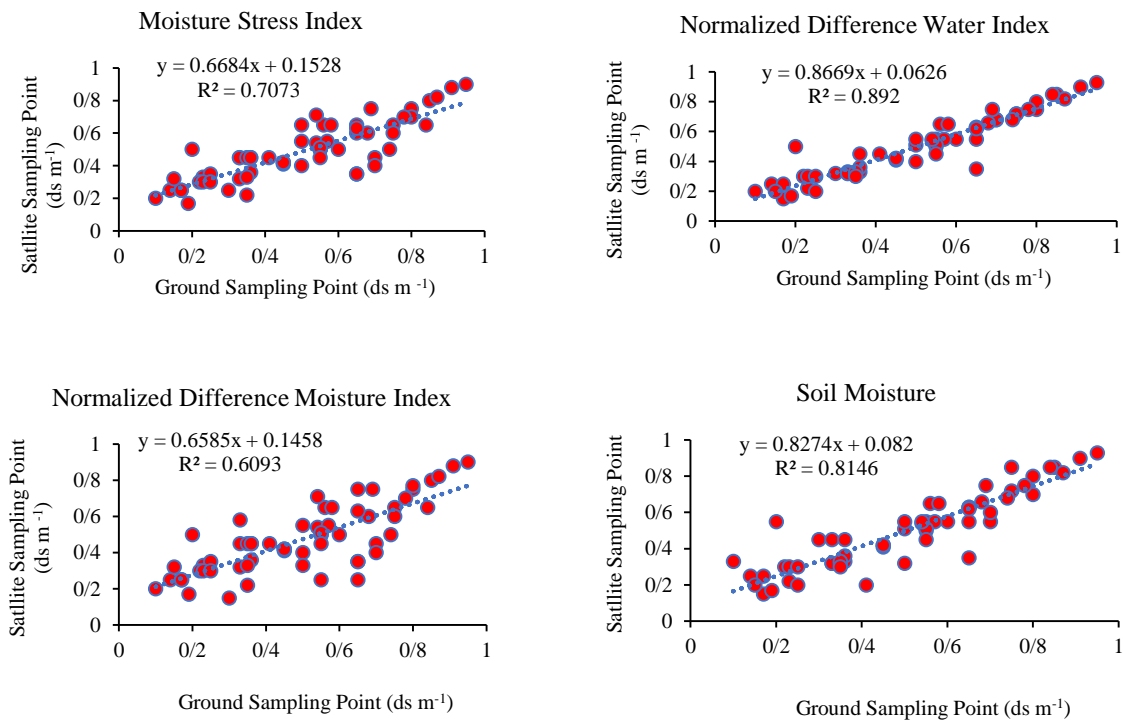 Moisture Stress Index
y = 0.6684x + 0.1528
R² = 0.7073
Satllite Sampling Point
(ds m⁻¹)
1
0/8
0/6
0/4
0/2
0
0 0/2 0/4 0/6 0/8 1
Ground Sampling Point (ds m ⁻¹)
Normalized Difference Water Index
y = 0.8669x + 0.0626
R² = 0.892
Satllite Sampling Point
(ds m⁻¹)
1
0/8
0/6
0/4
0/2
0
0 0/2 0/4 0/6 0/8 1
Ground Sampling Point (ds m ⁻¹)
Normalized Difference Moisture Index
y = 0.6585x + 0.1458
R² = 0.6093
Satllite Sampling Point
(ds m ⁻¹)
1
0/8
0/6
0/4
0/2
0
0 0/2 0/4 0/6 0/8 1
Ground Sampling Point (ds m⁻¹)
Soil Moisture
y = 0.8274x + 0.082
R² = 0.8146
Satllite Sampling Point
(ds m⁻¹)
1
0/8
0/6
0/4
0/2
0
0 0/2 0/4 0/6 0/8 1
Ground Sampling Point (ds m⁻¹)